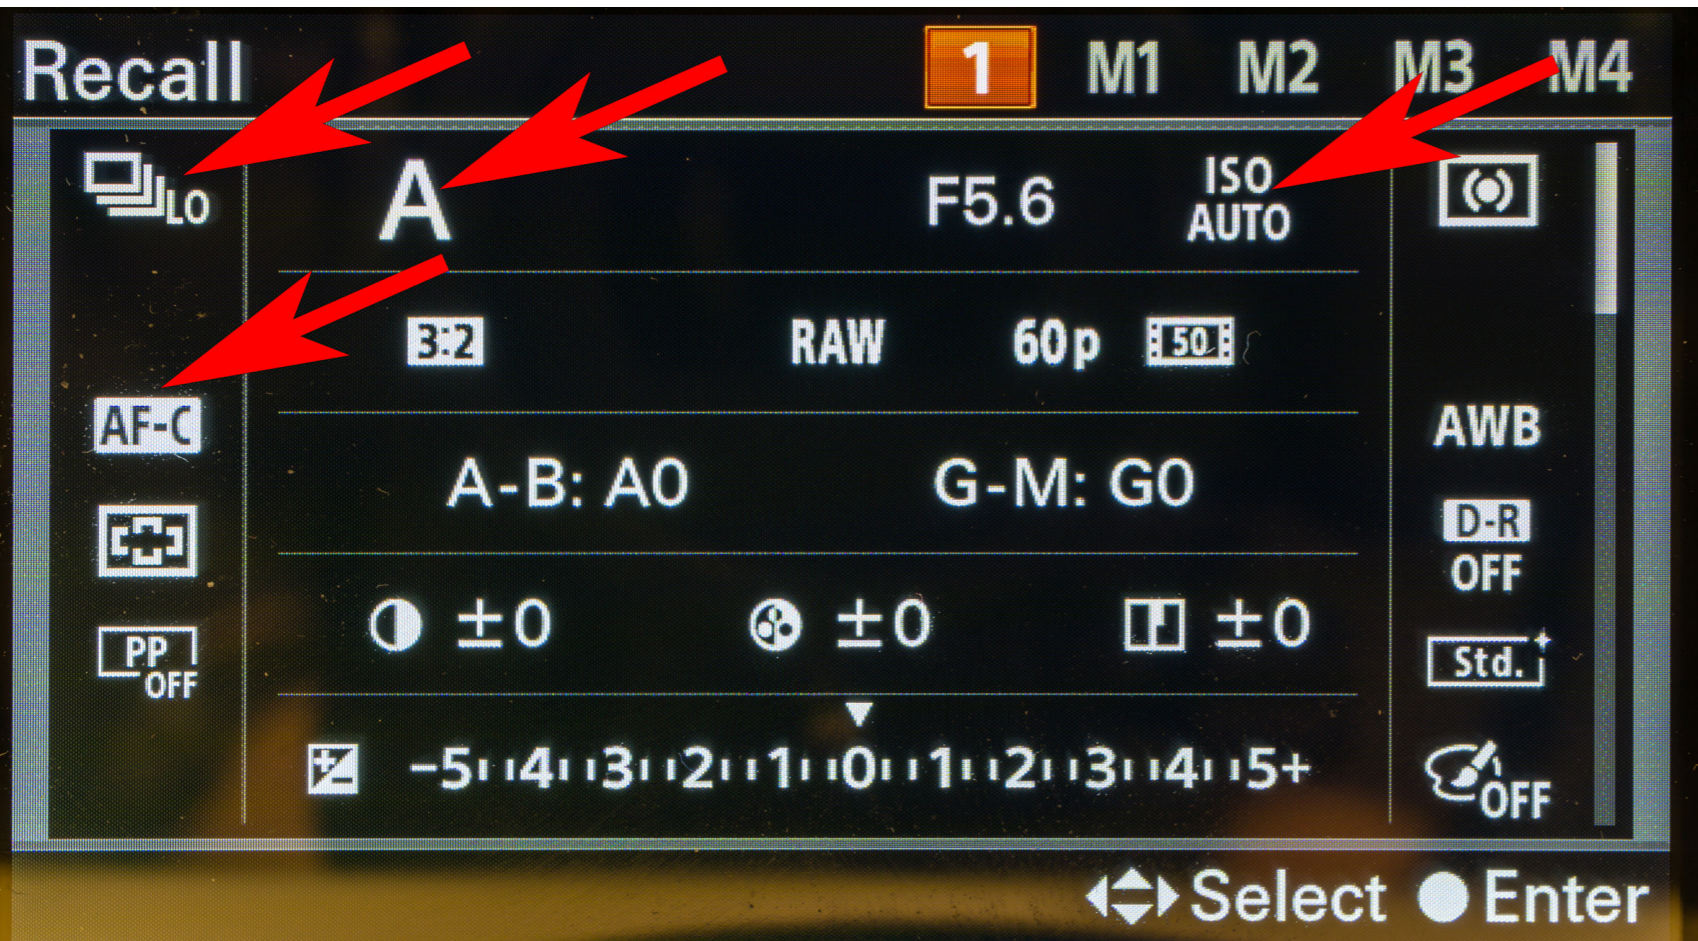 Recall 1 M1 M2 M3 M4
LO A F5.6 ISO AUTO
3:2 RAW 60p 50
AF-C AWB
A-B: A0 G-M: G0
D-R OFF
±0 ±0 ±0
PP OFF Std.
−5 4 3 2 1 0 1 2 3 4 5+
OFF
Select Enter